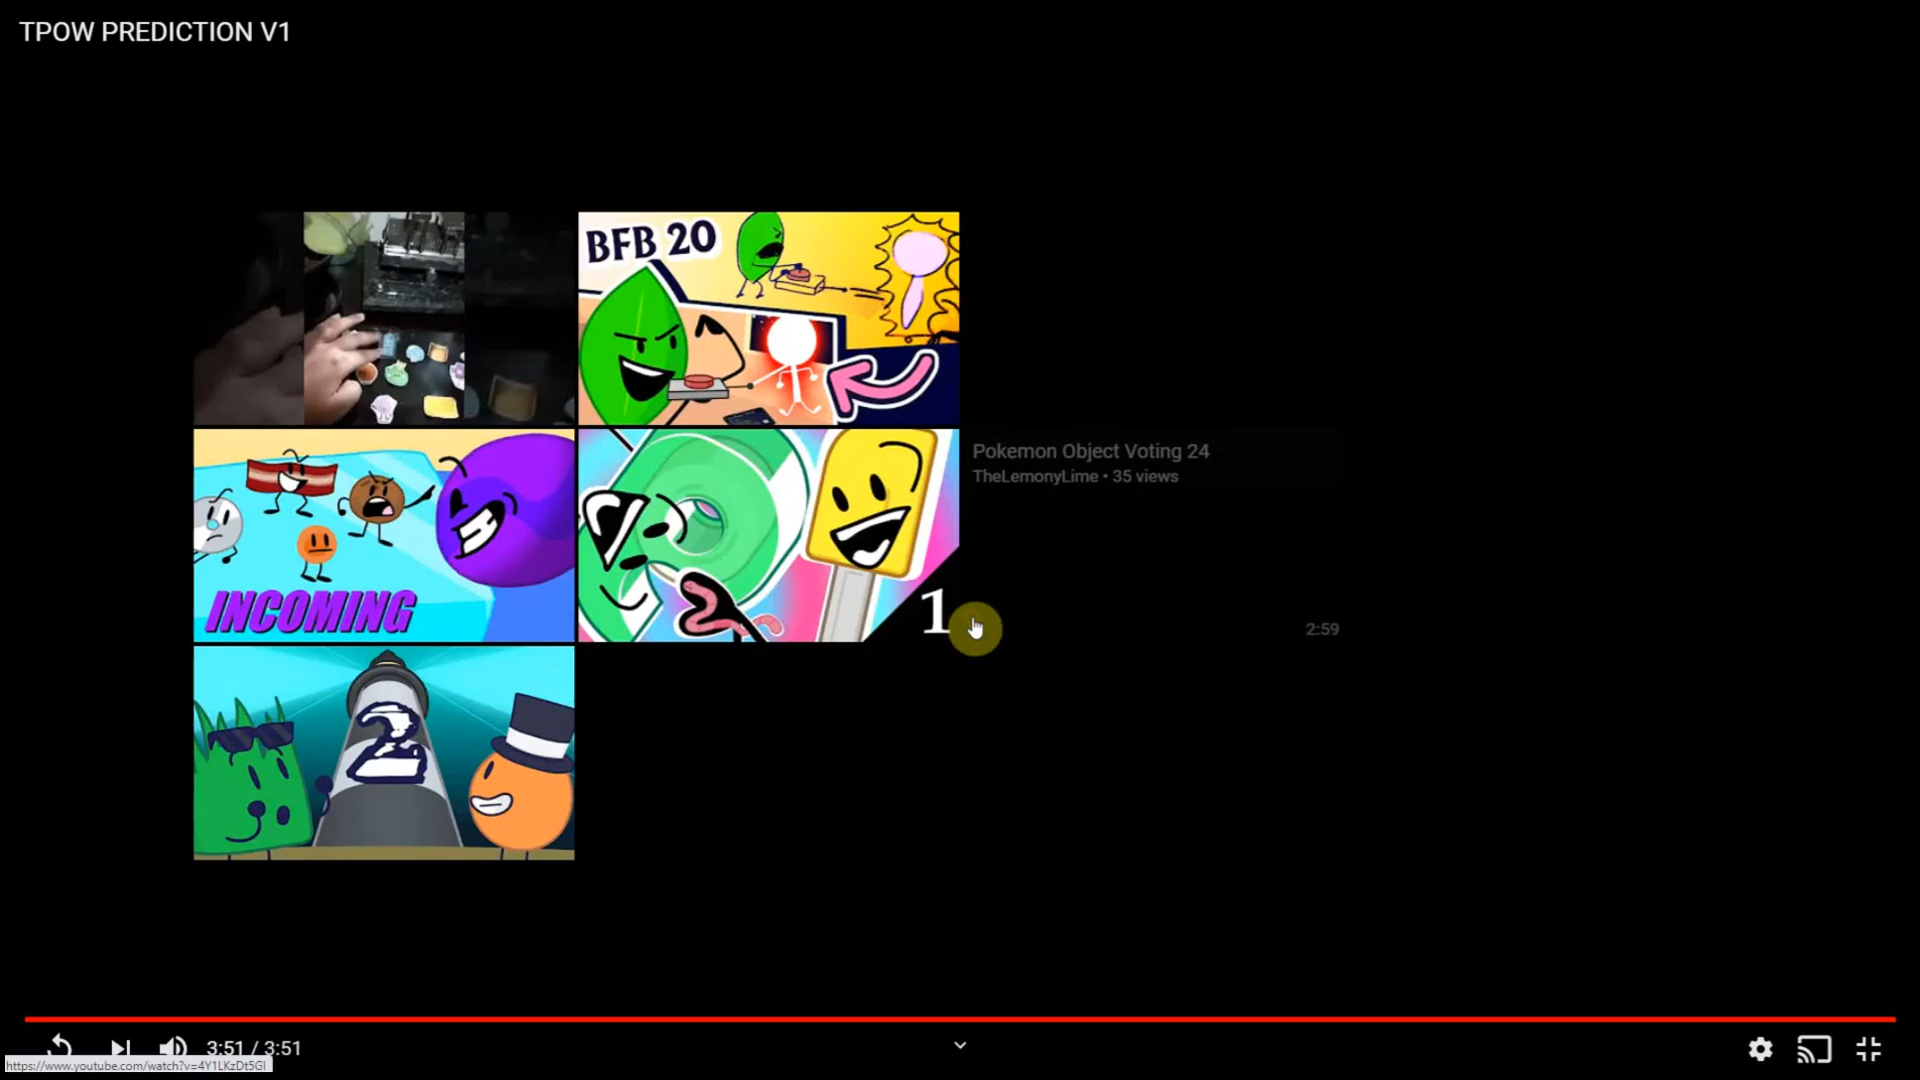 TPOW PREDICTION V1
BFB 20
Pokemon Object Voting 24
TheLemonyLime • 35 views
INCOMING
1
2:59
2
3:51 / 3:51
https://www.youtube.com/watch?v=4Y1LKzDt5GI